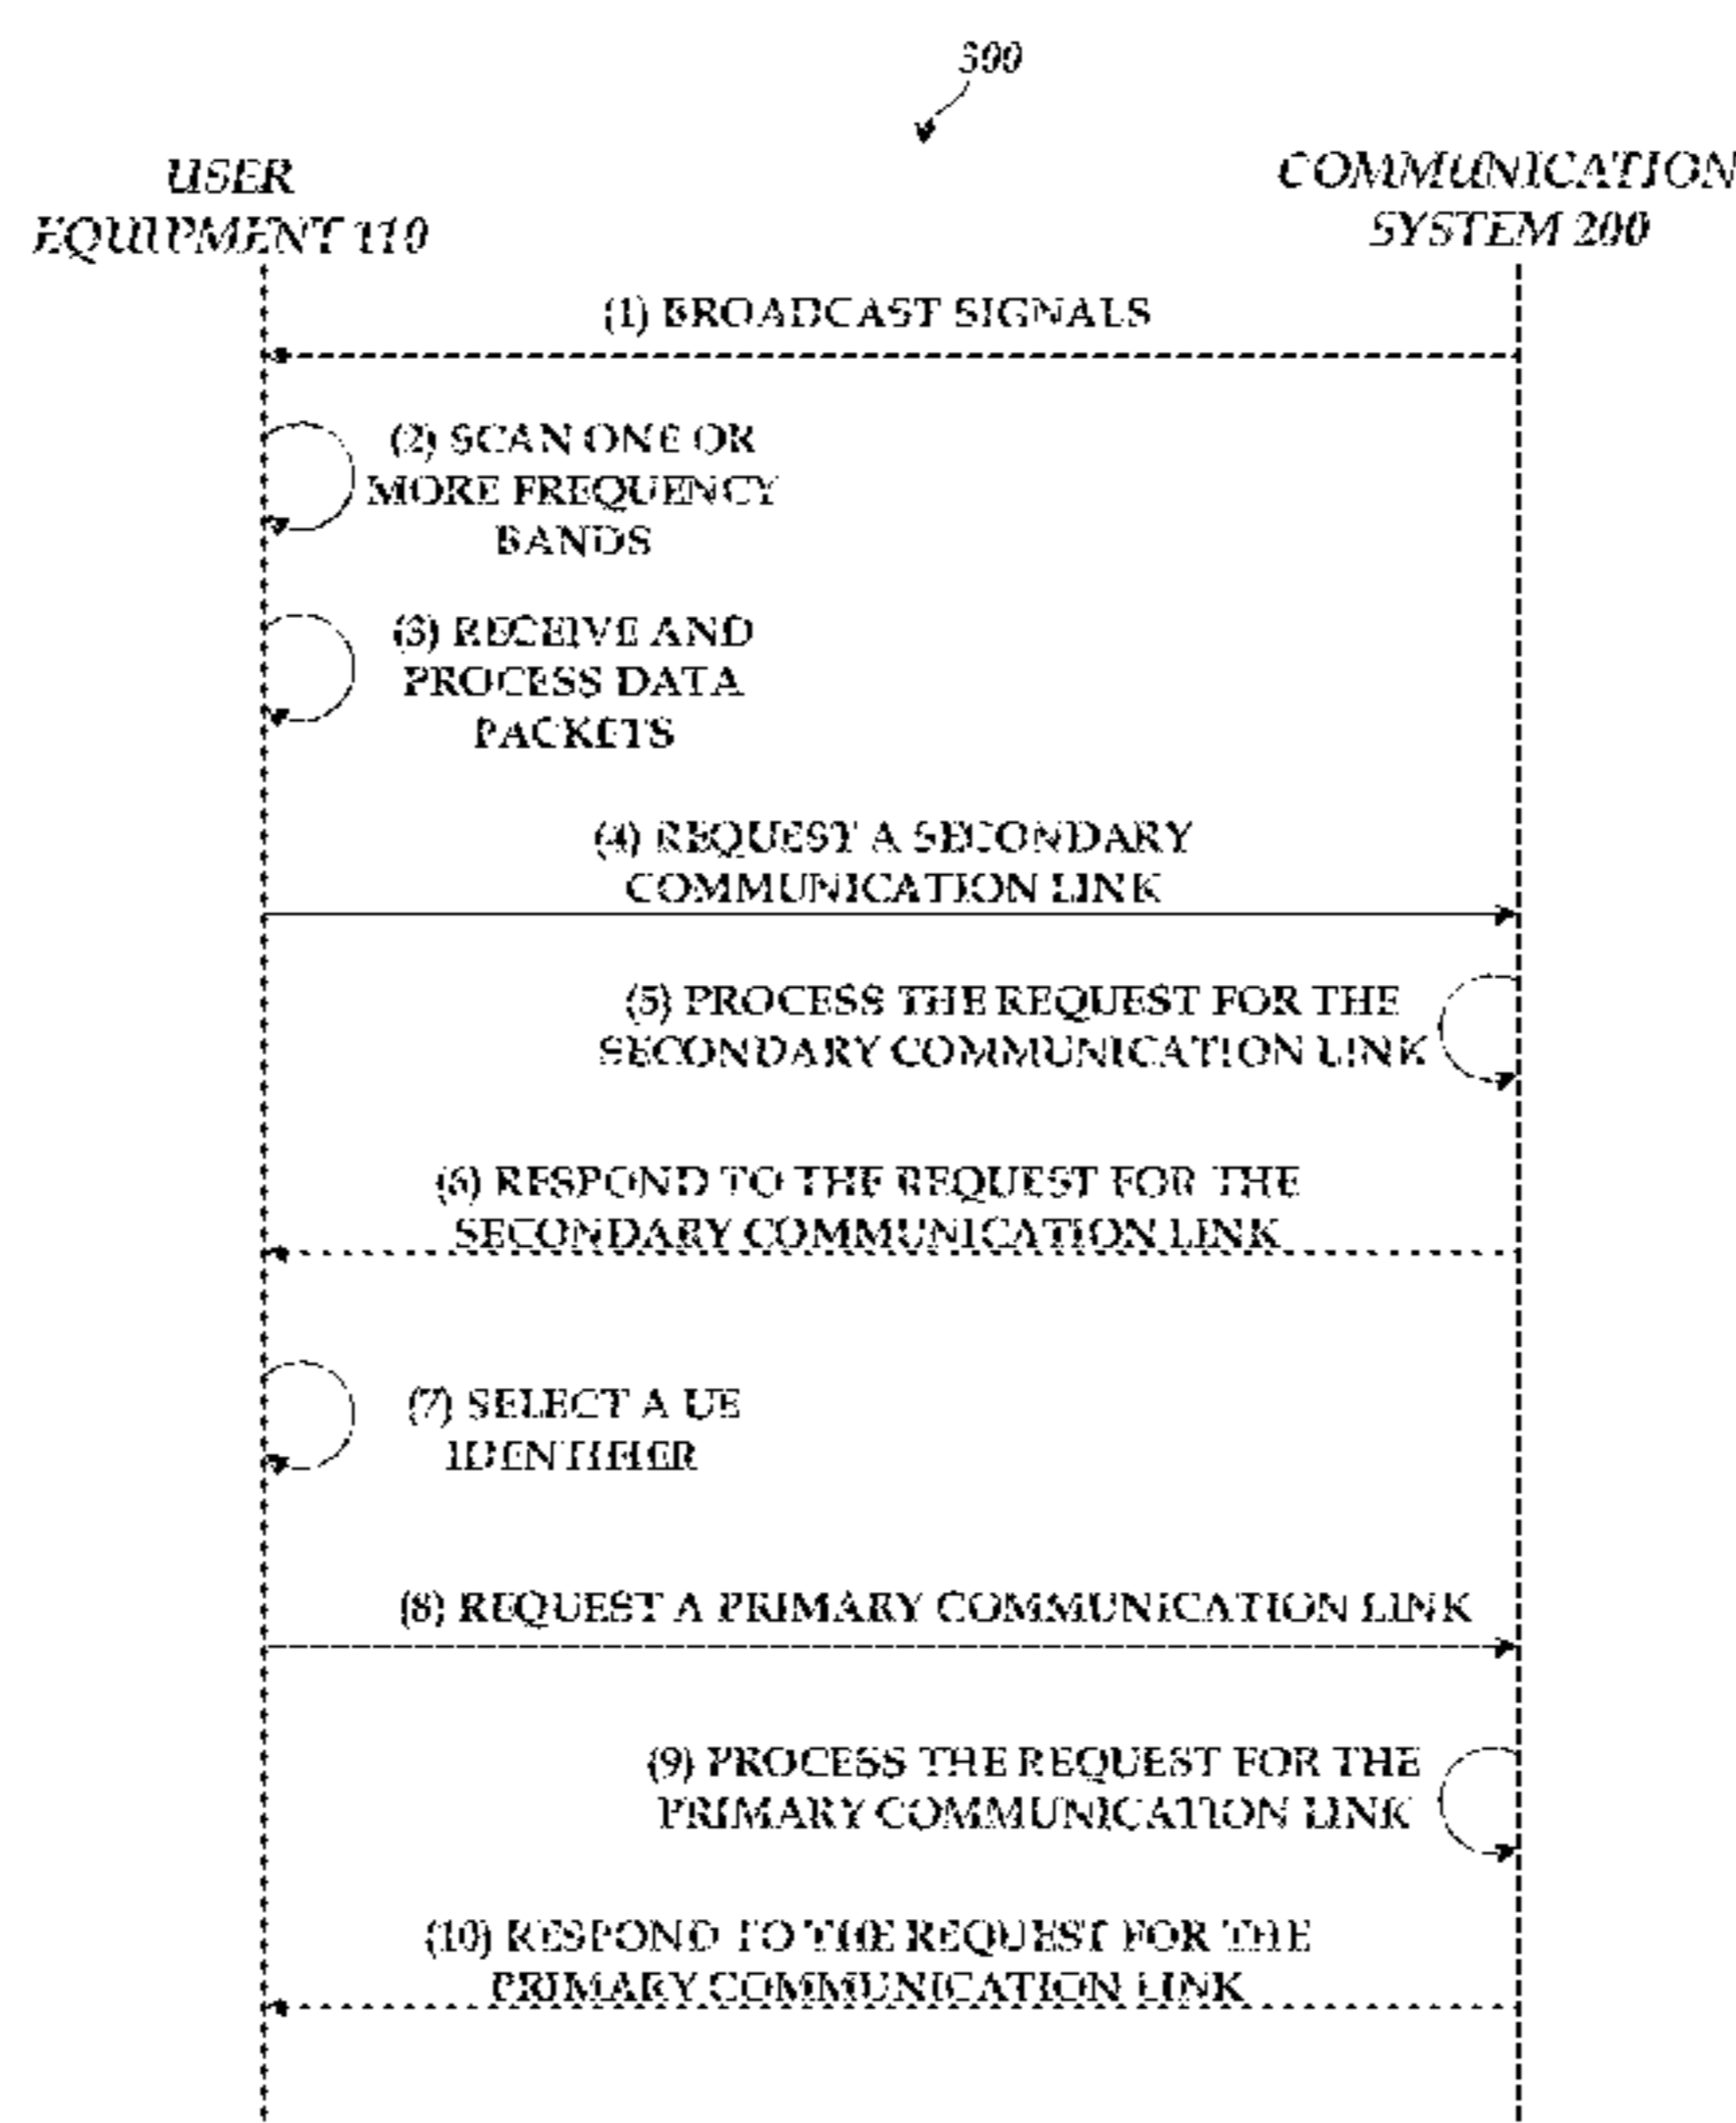 300
USER
EQUIPMENT 110
COMMUNICATION
SYSTEM 200
(1) BROADCAST SIGNALS
(2) SCAN ONE OR
MORE FREQUENCY
BANDS
(3) RECEIVE AND
PROCESS DATA
PACKETS
(4) REQUEST A SECONDARY
COMMUNICATION LINK
(5) PROCESS THE REQUEST FOR THE
SECONDARY COMMUNICATION LINK
(6) RESPOND TO THE REQUEST FOR THE
SECONDARY COMMUNICATION LINK
(7) SELECT A UE
IDENTIFIER
(8) REQUEST A PRIMARY COMMUNICATION LINK
(9) PROCESS THE REQUEST FOR THE
PRIMARY COMMUNICATION LINK
(10) RESPOND TO THE REQUEST FOR THE
PRIMARY COMMUNICATION LINK